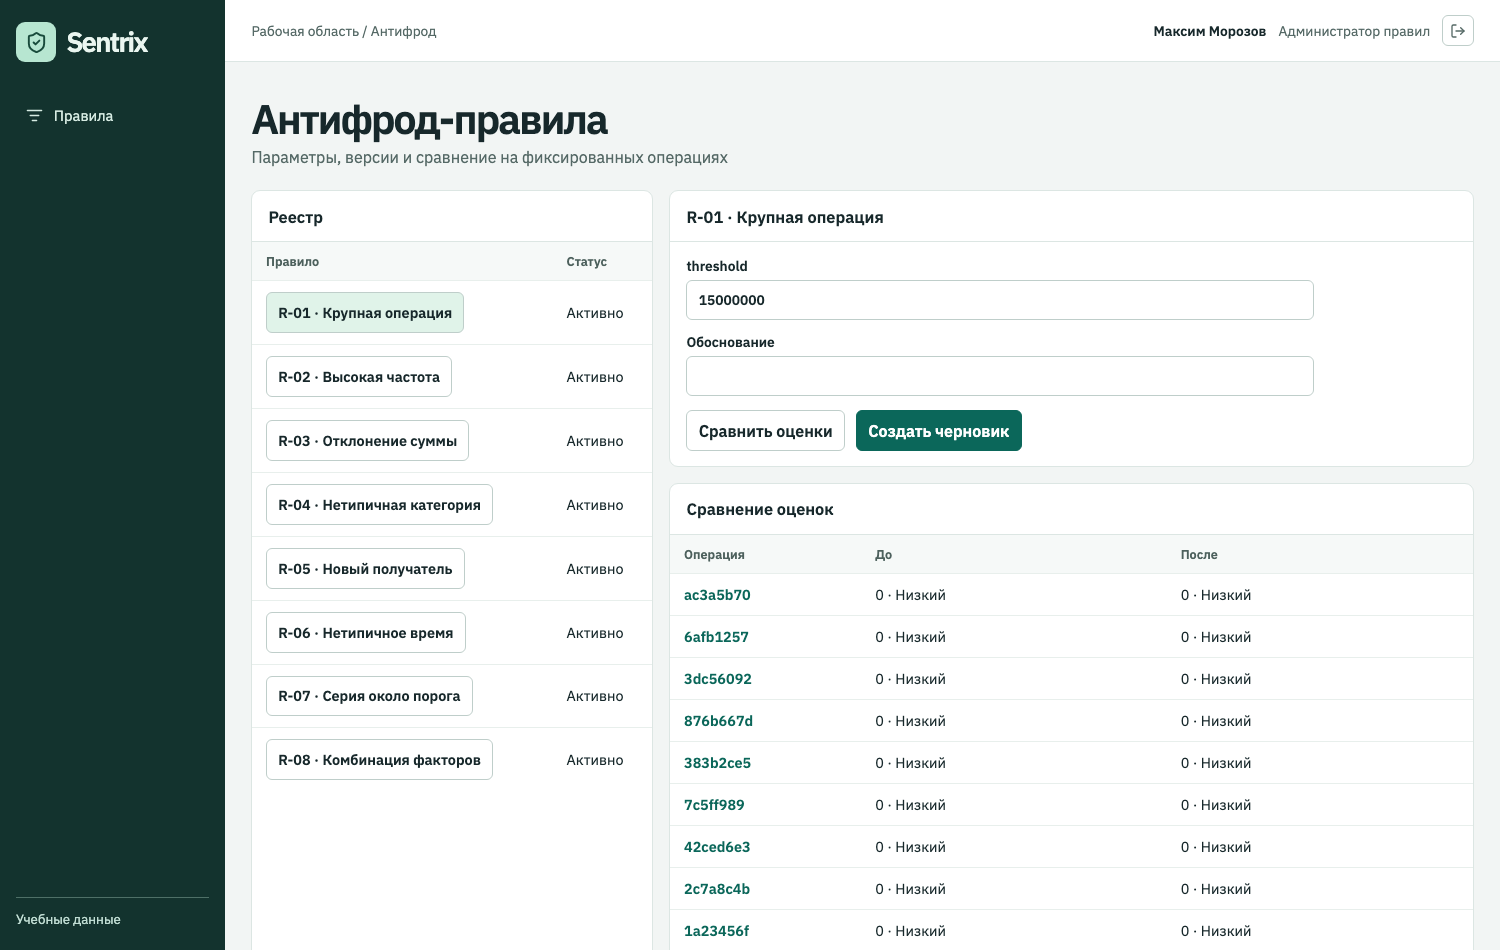 Sentrix
Правила
Учебные данные
Рабочая область / Антифрод
Максим Морозов Администратор правил
Антифрод-правила
Параметры, версии и сравнение на фиксированных операциях
Реестр
Правило Статус
R-01 · Крупная операция Активно
R-02 · Высокая частота Активно
R-03 · Отклонение суммы Активно
R-04 · Нетипичная категория Активно
R-05 · Новый получатель Активно
R-06 · Нетипичное время Активно
R-07 · Серия около порога Активно
R-08 · Комбинация факторов Активно
R-01 · Крупная операция
threshold
15000000
Обоснование
Сравнить оценки Создать черновик
Сравнение оценок
Операция До После
ac3a5b70 0 · Низкий 0 · Низкий
6afb1257 0 · Низкий 0 · Низкий
3dc56092 0 · Низкий 0 · Низкий
876b667d 0 · Низкий 0 · Низкий
383b2ce5 0 · Низкий 0 · Низкий
7c5ff989 0 · Низкий 0 · Низкий
42ced6e3 0 · Низкий 0 · Низкий
2c7a8c4b 0 · Низкий 0 · Низкий
1a23456f 0 · Низкий 0 · Низкий